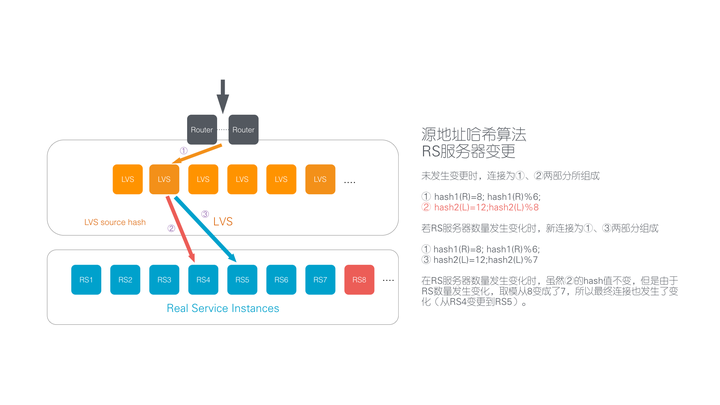 源地址哈希算法
RS服务器变更
未发生变更时，连接为①、②两部分所组成
① hash1(R)=8; hash1(R)%6;
② hash2(L)=12;hash2(L)%8
若RS服务器数量发生变化时，新连接为①、③两部分组成
① hash1(R)=8; hash1(R)%6;
③ hash2(L)=12;hash2(L)%7
在RS服务器数量发生变化时，虽然②的hash值不变，但是由于
RS数量发生变化，取模从8变成了7，所以最终连接也发生了变
化（从RS4变更到RS5）。
Router ...... Router
①
LVS LVS LVS LVS LVS LVS ....
LVS source hash
② ③ LVS
RS1 RS2 RS3 RS4 RS5 RS6 RS7 RS8 ....
Real Service Instances